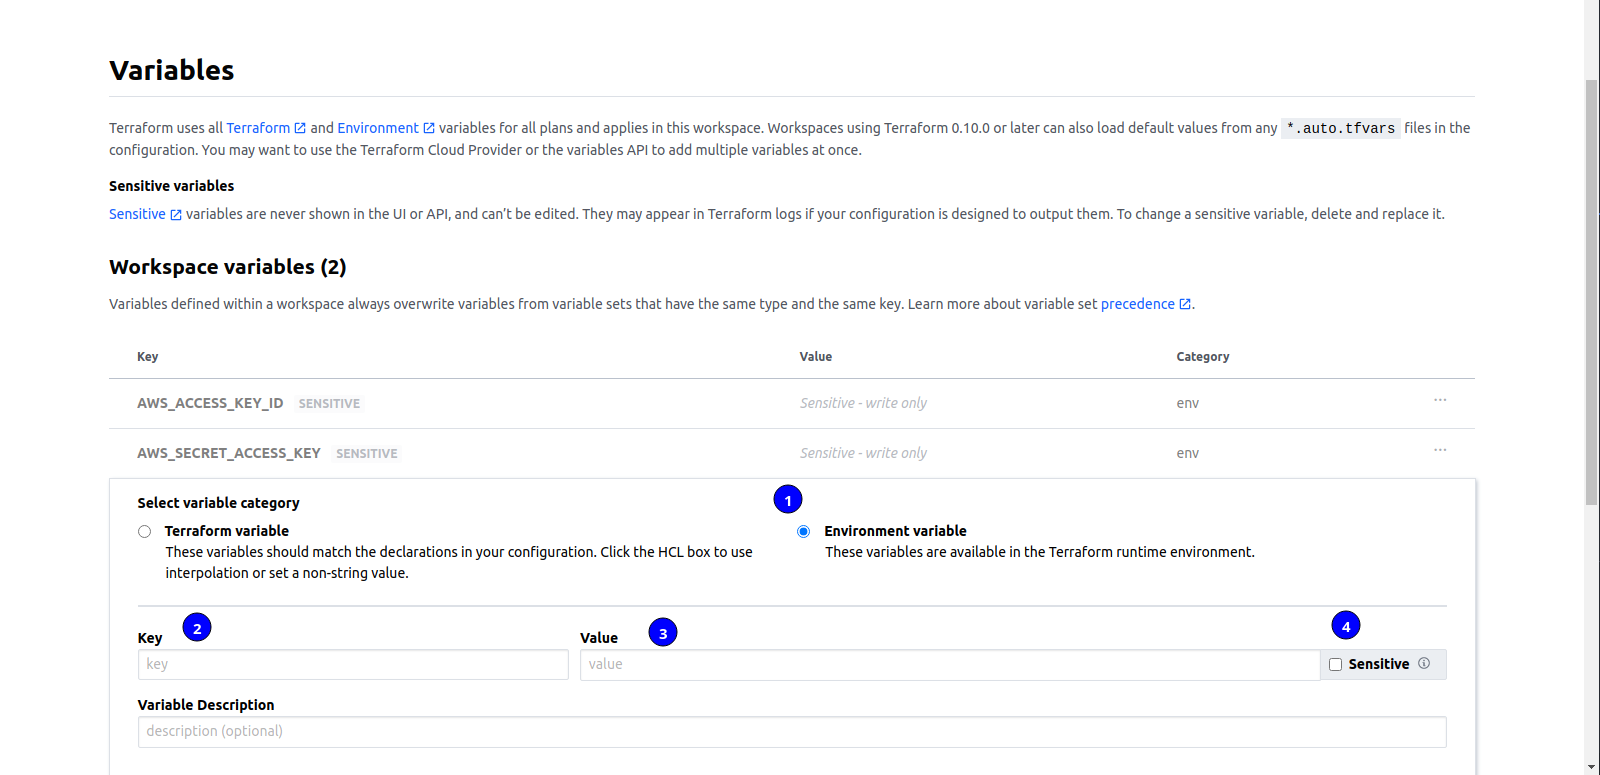 Variables
Terraform uses all Terraform and Environment variables for all plans and applies in this workspace. Workspaces using Terraform 0.10.0 or later can also load default values from any *.auto.tfvars files in the
configuration. You may want to use the Terraform Cloud Provider or the variables API to add multiple variables at once.
Sensitive variables
Sensitive variables are never shown in the UI or API, and can't be edited. They may appear in Terraform logs if your configuration is designed to output them. To change a sensitive variable, delete and replace it.
Workspace variables (2)
Variables defined within a workspace always overwrite variables from variable sets that have the same type and the same key. Learn more about variable set precedence.
Key Value Category
AWS_ACCESS_KEY_ID SENSITIVE Sensitive - write only env ...
AWS_SECRET_ACCESS_KEY SENSITIVE Sensitive - write only env ...
Select variable category 1
Terraform variable Environment variable
These variables should match the declarations in your configuration. Click the HCL box to use These variables are available in the Terraform runtime environment.
interpolation or set a non-string value.
Key 2 Value 3 4
key value Sensitive
Variable Description
description (optional)